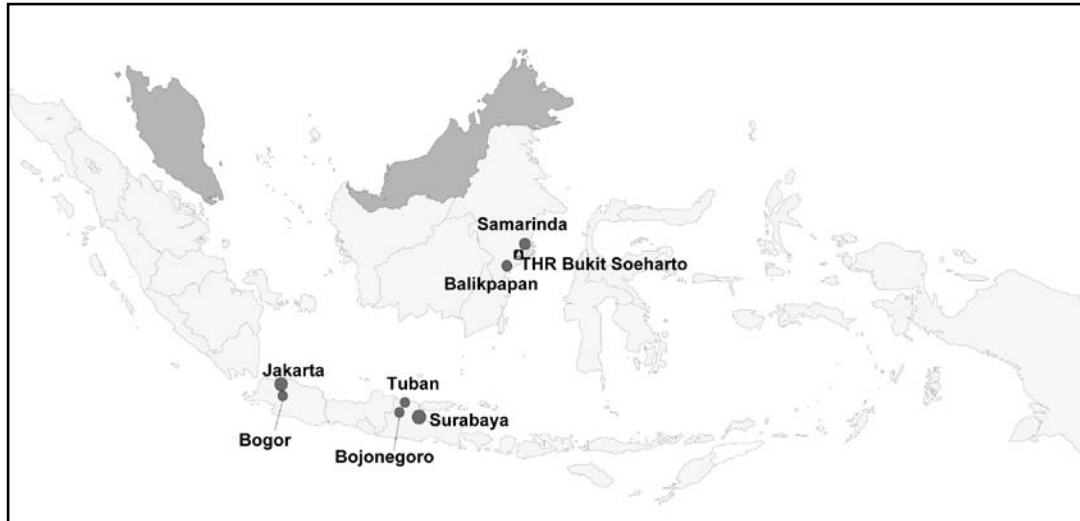 Samarinda
THR Bukit Soeharto
Balikpapan
Jakarta
Tuban
Surabaya
Bogor
Bojonegoro